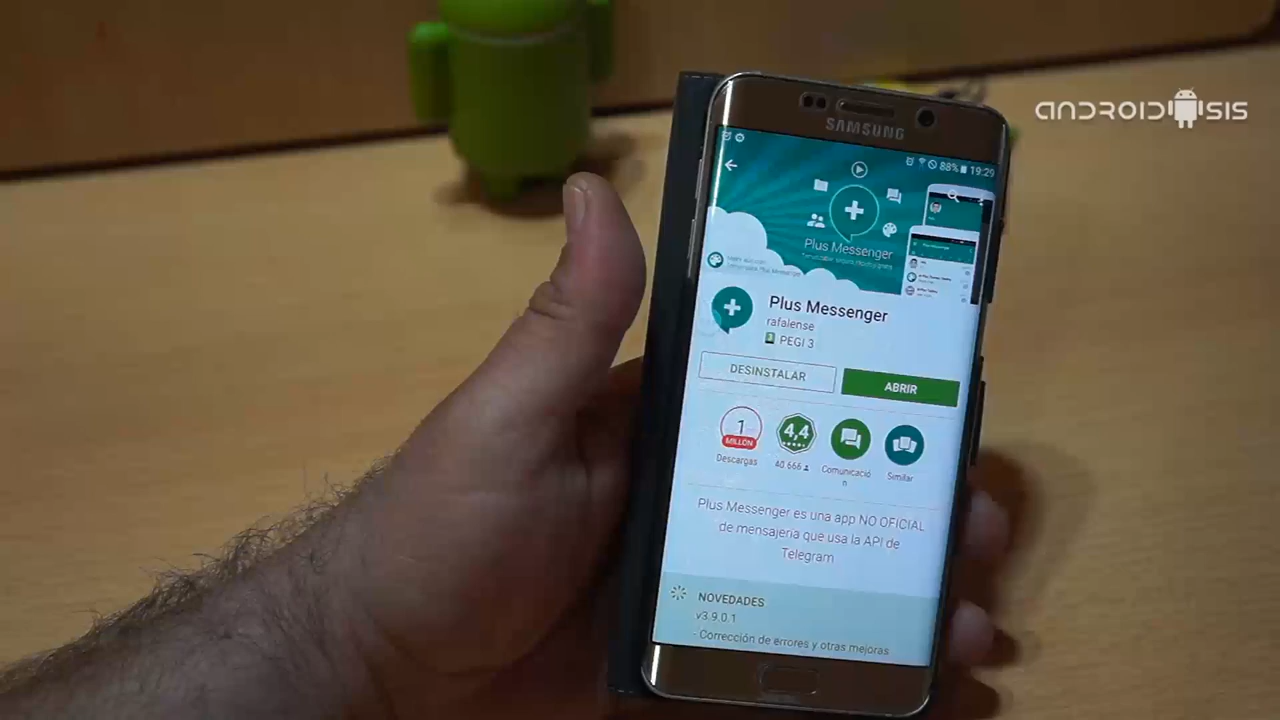 ANDROIDSIS
SAMSUNG
88% 19:29
Plus Messenger
Plus Messenger
rafalense
PEGI 3
DESINSTALAR
ABRIR
1
MILLÓN
4,4
Descargas
40.666
Comunicació
n
Similar
Plus Messenger es una app NO OFICIAL
de mensajería que usa la API de
Telegram
NOVEDADES
v3.9.0.1
- Corrección de errores y otras mejoras